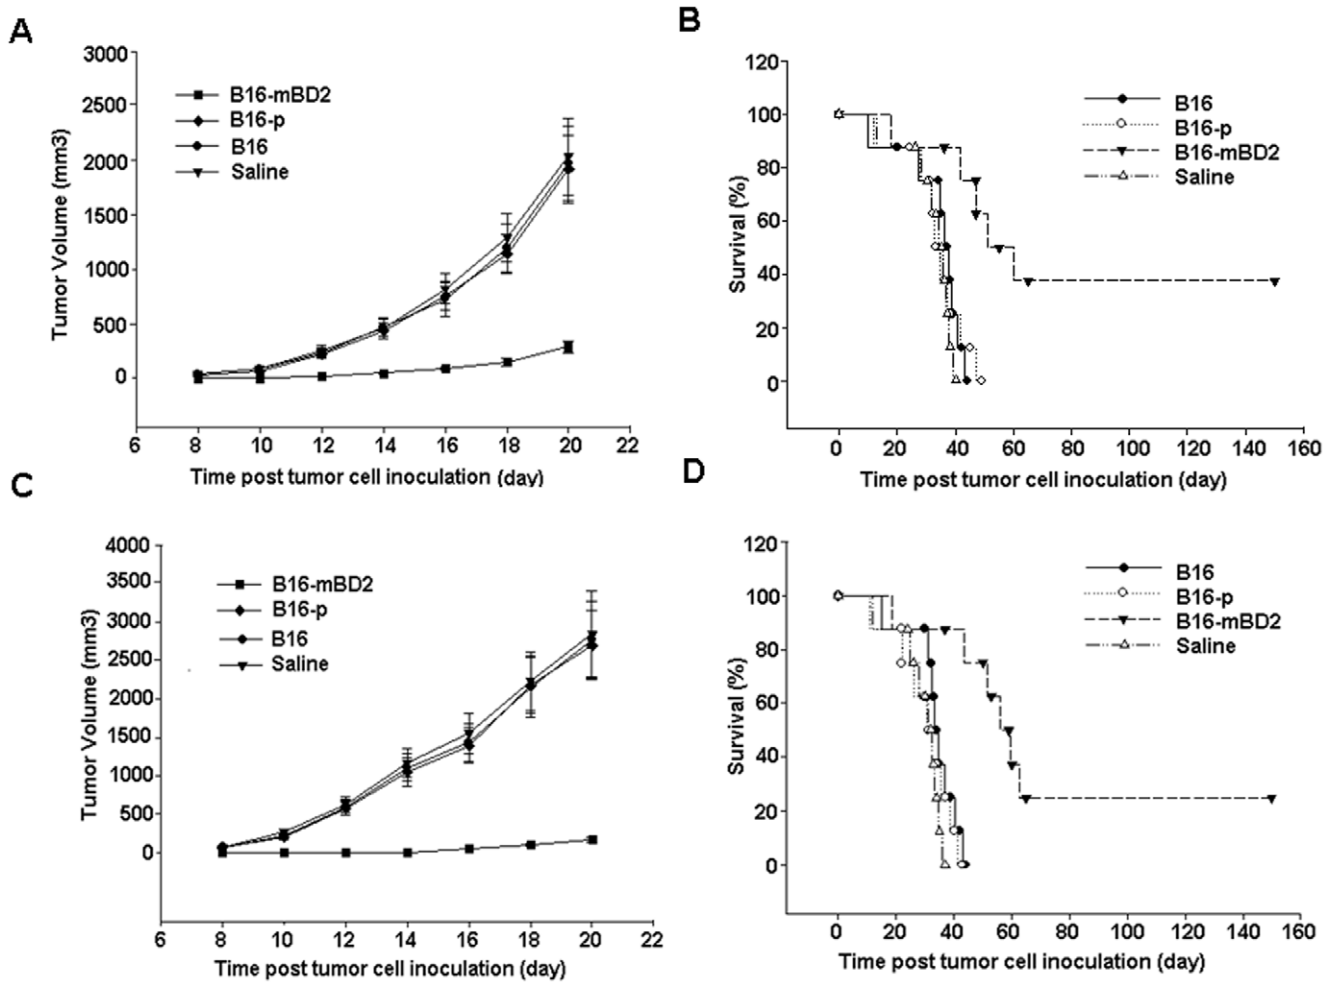 A
3000
2500
2000
1500
1000
500
0
Tumor Volume (mm3)
B16-mBD2
B16-p
B16
Saline
6 8 10 12 14 16 18 20 22
Time post tumor cell inoculation (day)
B
120
100
80
60
40
20
0
Survival (%)
B16
B16-p
B16-mBD2
Saline
0 20 40 60 80 100 120 140 160
Time post tumor cell inoculation (day)
C
4000
3500
3000
2500
2000
1500
1000
500
0
Tumor Volume (mm3)
B16-mBD2
B16-p
B16
Saline
6 8 10 12 14 16 18 20 22
Time post tumor cell inoculation (day)
D
120
100
80
60
40
20
0
Survival (%)
B16
B16-p
B16-mBD2
Saline
0 20 40 60 80 100 120 140 160
Time post tumor cell inoculation (day)